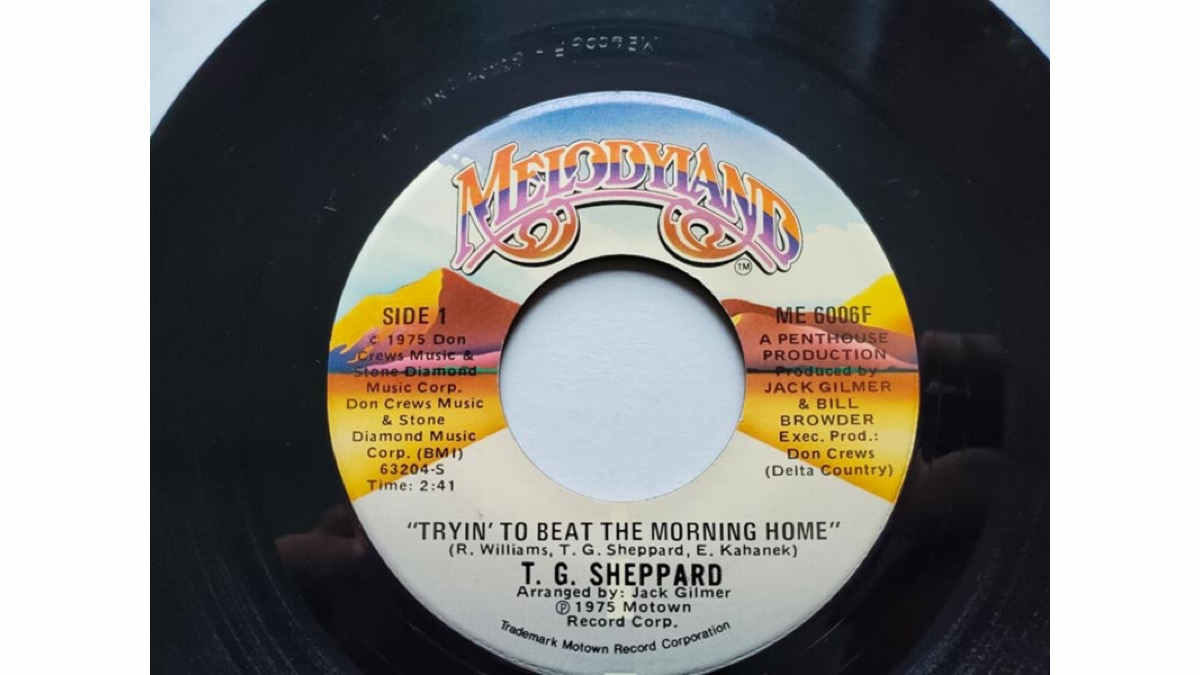 MELODYLAND
TM
SIDE 1
© 1975 Don
Crews Music &
Stone Diamond
Music Corp.
Don Crews Music
& Stone
Diamond Music
Corp. (BMI)
63204-S
Time: 2:41
ME 6006F
A PENTHOUSE
PRODUCTION
Produced by
JACK GILMER
& BILL
BROWDER
Exec. Prod.:
Don Crews
(Delta Country)
"TRYIN' TO BEAT THE MORNING HOME"
(R. Williams, T. G. Sheppard, E. Kahanek)
T. G. SHEPPARD
Arranged by: Jack Gilmer
℗ 1975 Motown
Record Corp.
Trademark Motown Record Corporation